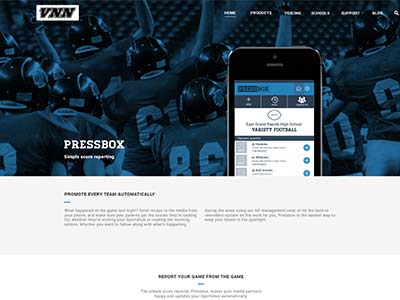 VNN
HOME PRODUCTS PRICING SCHOOLS SUPPORT BLOG
PRESSBOX
East Grand Rapids High School
VARSITY FOOTBALL
PRESSBOX
Simple score reporting
PROMOTE EVERY TEAM AUTOMATICALLY
What happened at the game last night? Send recaps to the media from
your phone, and make sure your parents get the scores they're looking
for, whether they're visiting your SportsHub or reading the morning
edition. Whether you want to follow along with what's happening
during the week using our AD management view, or let the built-in
reminders system do the work for you, Pressbox is the easiest way to
keep your teams in the spotlight.
REPORT YOUR GAME FROM THE GAME
The simple score reporter, Pressbox, makes your media partners
happy and updates your SportsHub automatically.